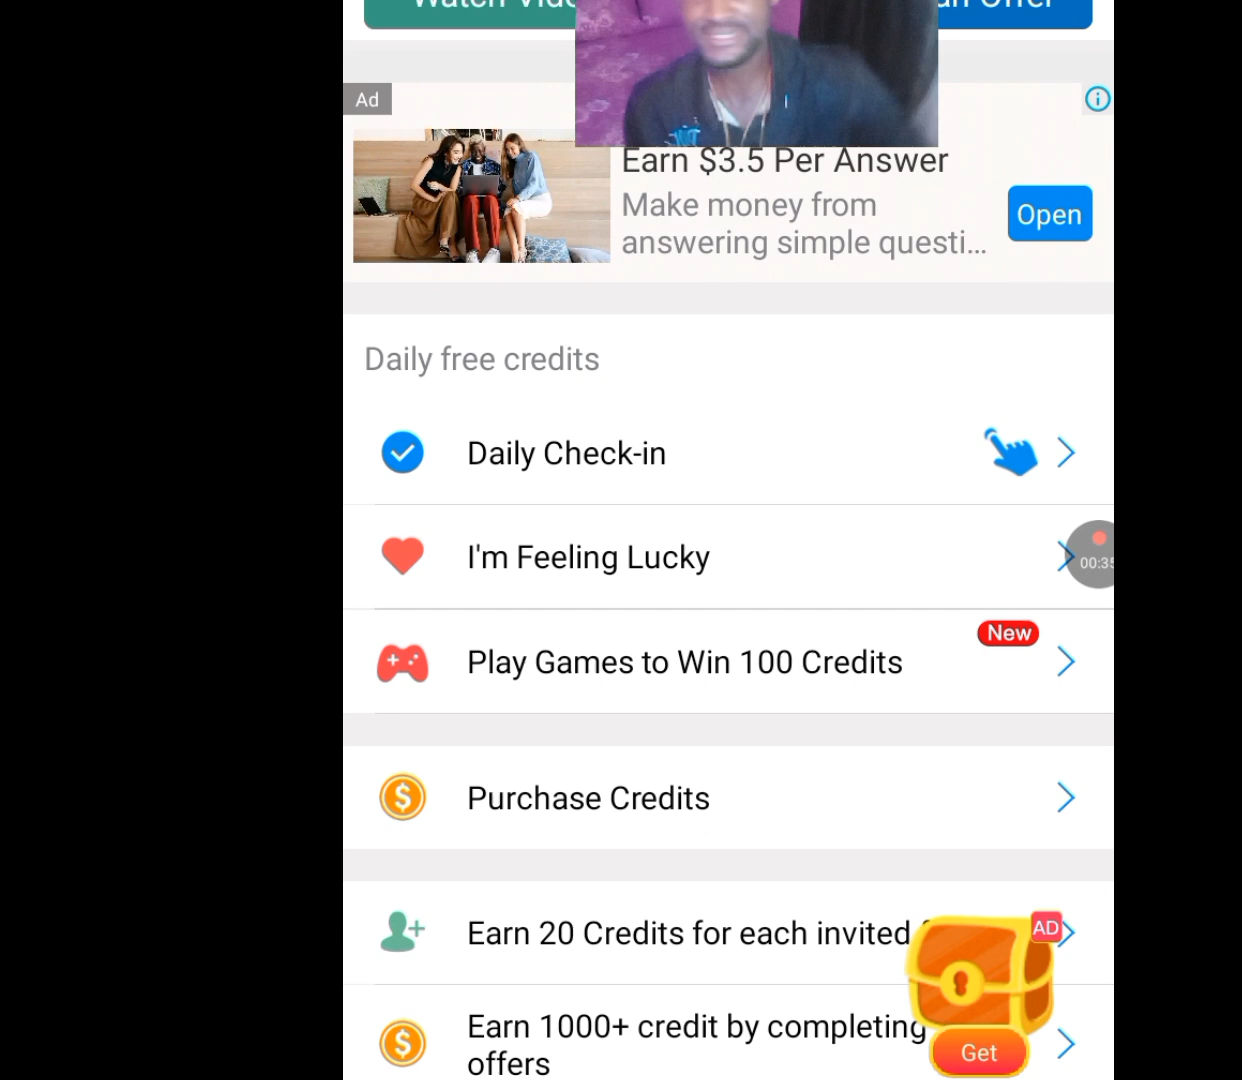 Watch
Ad
Earn $3.5 Per Answer
Make money from
answering simple questi...
Open
Daily free credits
Daily Check-in
I'm Feeling Lucky
00:35
New
Play Games to Win 100 Credits
Purchase Credits
Earn 20 Credits for each invited
AD
Earn 1000+ credit by completing
offers
Get